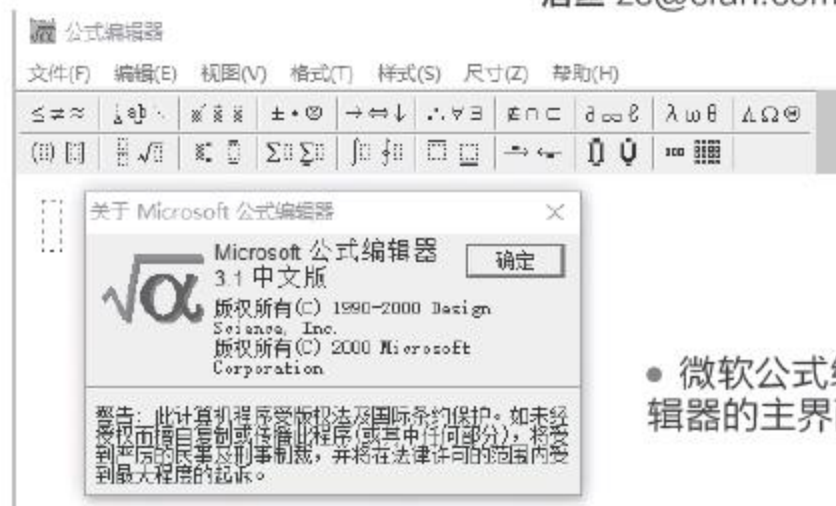 公式编辑器
文件(F) 编辑(E) 视图(V) 格式(T) 样式(S) 尺寸(Z) 帮助(H)
关于 Microsoft 公式编辑器
Microsoft 公式编辑器
3.1 中文版
确定
版权所有(C) 1990-2000 Design
Science, Inc.
版权所有(C) 2000 Microsoft
Corporation
警告: 此计算机程序受版权法及国际条约保护。如未经
授权而擅自复制或传播此程序(或其中任何部分)，将受
到严厉的民事及刑事制裁，并将在法律许可的范围内受
到最大程度的起诉。
● 微软公式
辑器的主界